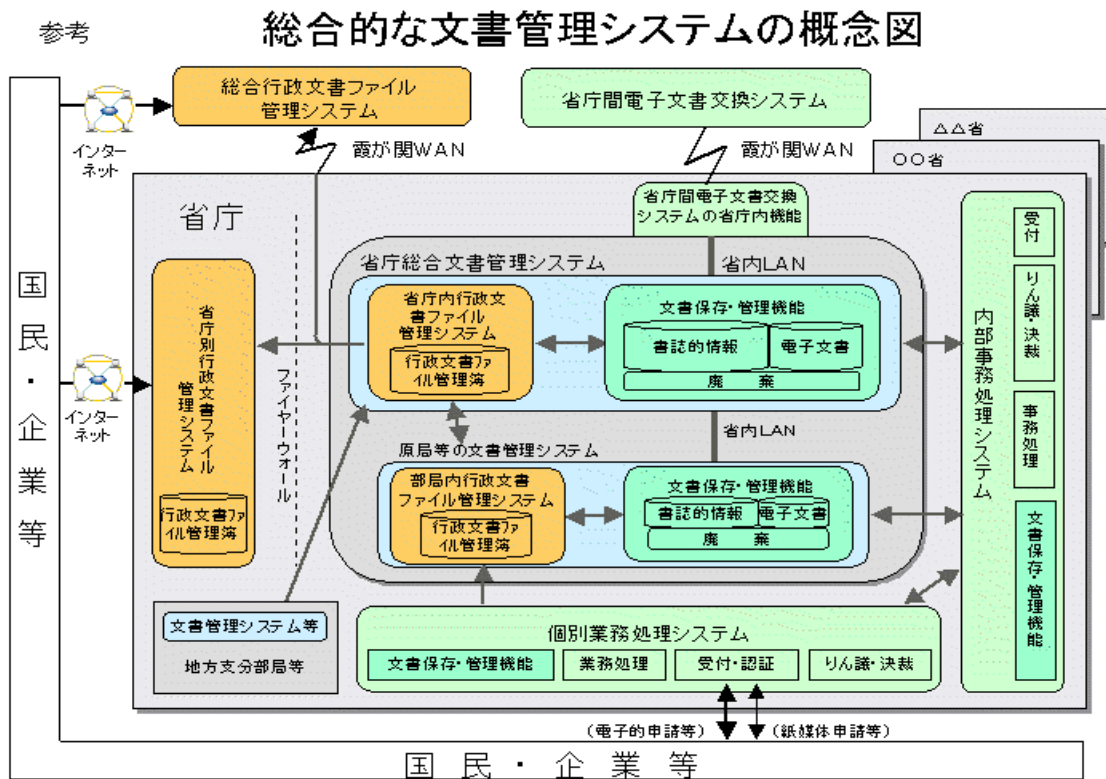 参考
総合的な文書管理システムの概念図
総合行政文書ファイル
管理システム
省庁間電子文書交換システム
インター
ネット
霞が関WAN
霞が関WAN
△△省
○○省
省庁
省庁間電子文書交換
システムの省庁内機能
省庁総合文書管理システム
省内LAN
省庁内行政文
書ファイル
管理システム
行政文書ファ
イル管理簿
文書保存・管理機能
書誌的情報
電子文書
廃 棄
省庁別行政文書ファイル
管理システム
行政文書ファ
イル管理簿
ファイヤーウォール
国民・企業等
インター
ネット
原局等の文書管理システム
省内LAN
部局内行政文書
ファイル管理システム
行政文書ファ
イル管理簿
文書保存・管理機能
書誌的情報
電子文書
廃 棄
内部事務処理システム
受付
りん議・決裁
事務処理
文書保存・管理機能
文書管理システム等
地方支分部局等
個別業務処理システム
文書保存・管理機能
業務処理
受付・認証
りん議・決裁
(電子的申請等)
(紙媒体申請等)
国 民 ・ 企 業 等